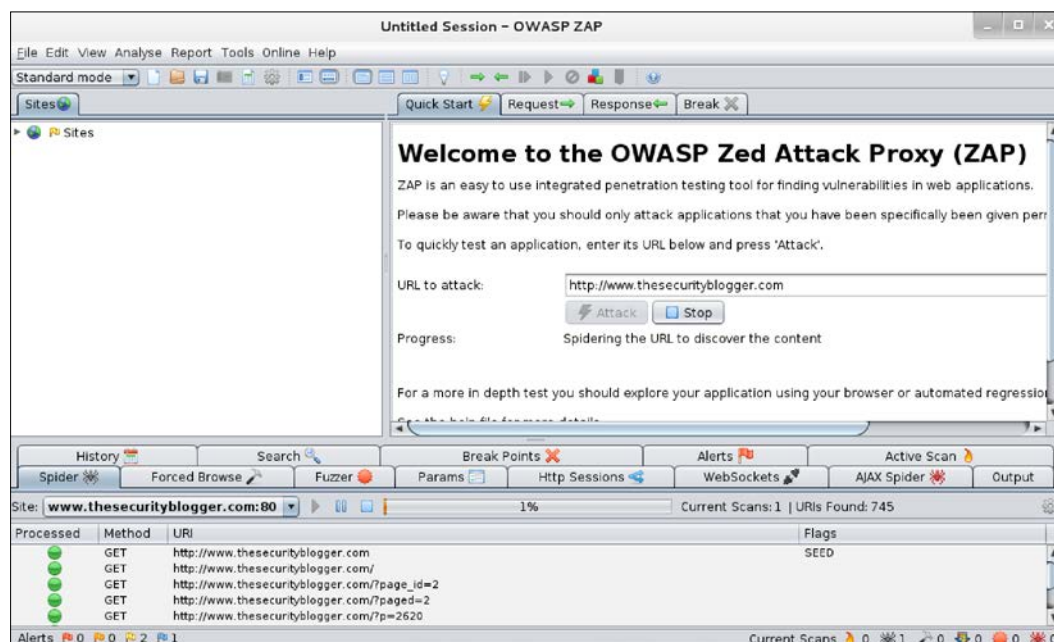 Untitled Session - OWASP ZAP
File Edit View Analyse Report Tools Online Help
Standard mode
Sites
Quick Start Request Response Break
Sites
Welcome to the OWASP Zed Attack Proxy (ZAP)
ZAP is an easy to use integrated penetration testing tool for finding vulnerabilities in web applications.
Please be aware that you should only attack applications that you have been specifically been given
To quickly test an application, enter its URL below and press 'Attack'.
URL to attack: http://www.thesecurityblogger.com
Attack Stop
Progress: Spidering the URL to discover the content
For a more in depth test you should explore your application using your browser or automated
See the help file for more details
History Search Break Points Alerts Active Scan
Spider Forced Browse Fuzzer Params Http Sessions WebSockets AJAX Spider Output
Site: www.thesecurityblogger.com:80 1% Current Scans: 1 | URIs Found: 745
Processed Method URI Flags
GET http://www.thesecurityblogger.com SEED
GET http://www.thesecurityblogger.com/
GET http://www.thesecurityblogger.com/?page_id=2
GET http://www.thesecurityblogger.com/?paged=2
GET http://www.thesecurityblogger.com/?p=2620
Alerts 0 0 2 1 Current Scans 0 1 0 0 0